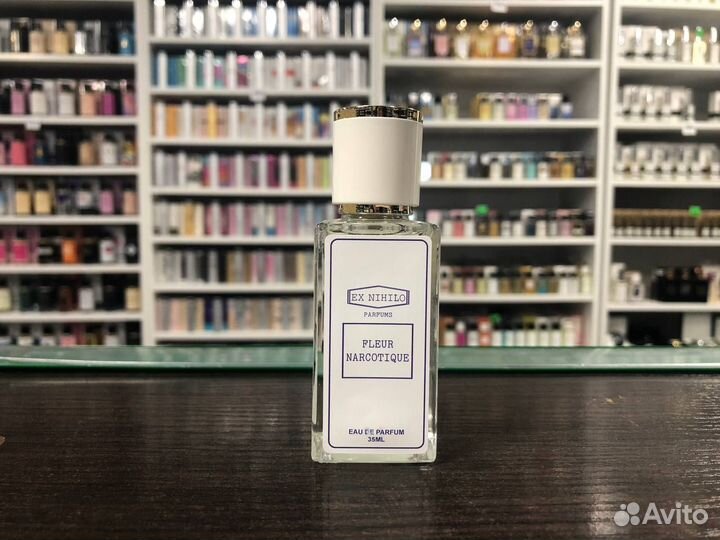 EX NIHILO
PARFUMS
FLEUR
NARCOTIQUE
EAU DE PARFUM
35ML
Avito